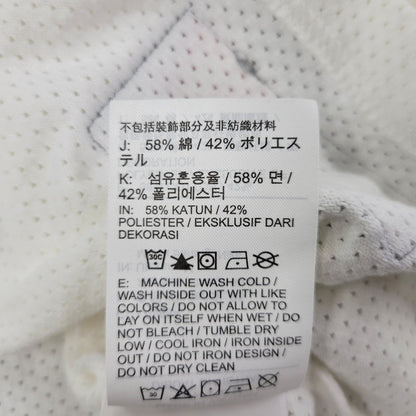 不包括裝飾部分及非紡織材料
J: 58% 綿 / 42% ポリエス
テル
K: 섬유혼용율 / 58% 면 /
42% 폴리에스터
IN: 58% KATUN / 42%
POLIESTER / EKSKLUSIF DARI
DEKORASI
30C
E: MACHINE WASH COLD /
WASH INSIDE OUT WITH LIKE
COLORS / DO NOT ALLOW TO
LAY ON ITSELF WHEN WET / DO
NOT BLEACH / TUMBLE DRY
LOW / COOL IRON / IRON INSIDE
OUT / DO NOT IRON DESIGN /
DO NOT DRY CLEAN
30